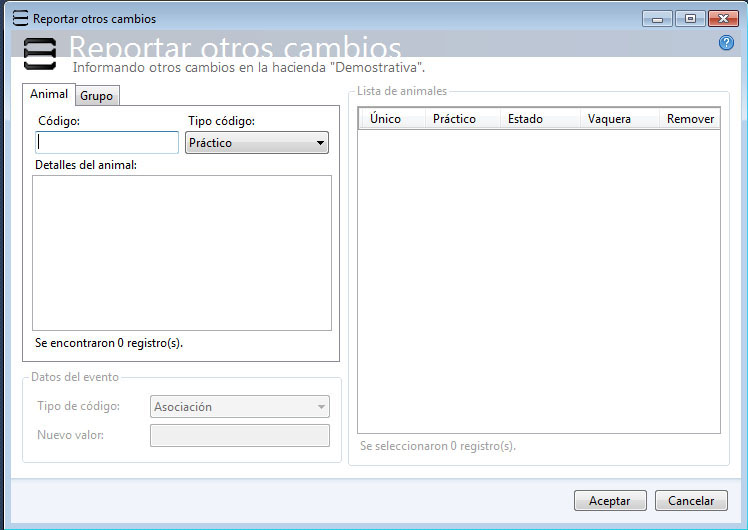 Reportar otros cambios
Reportar otros cambios
Informando otros cambios en la hacienda "Demostrativa".
Animal
Grupo
Código:
Tipo código:
Práctico
Detalles del animal:
Se encontraron 0 registro(s).
Datos del evento
Tipo de código:
Asociación
Nuevo valor:
Lista de animales
Único Práctico Estado Vaquera Remover
Se seleccionaron 0 registro(s).
Aceptar
Cancelar